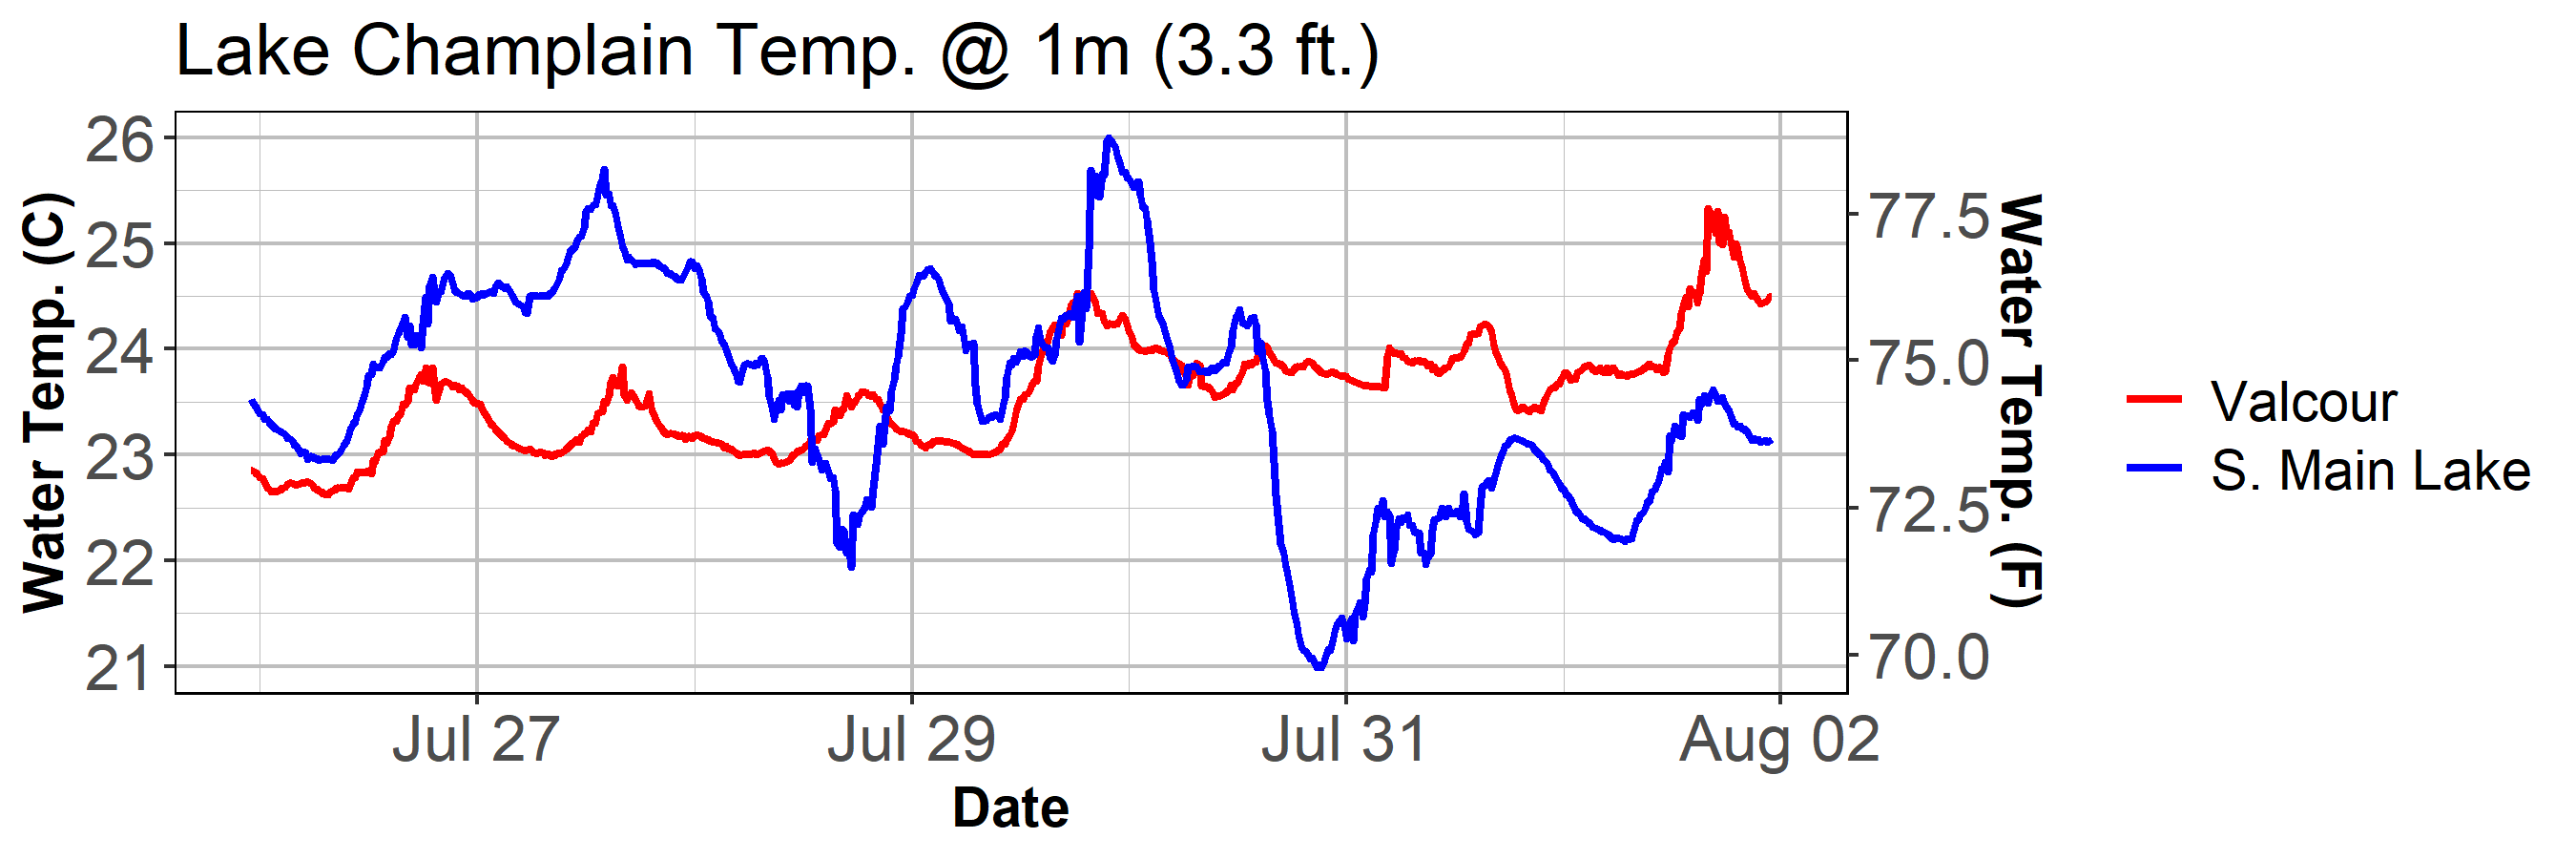 Lake Champlain Temp. @ 1m (3.3 ft.)
Water Temp. (C)
26
25
24
23
22
21
77.5
75.0
72.5
70.0
Water Temp. (F)
Jul 27
Jul 29
Jul 31
Aug 02
Date
Valcour
S. Main Lake